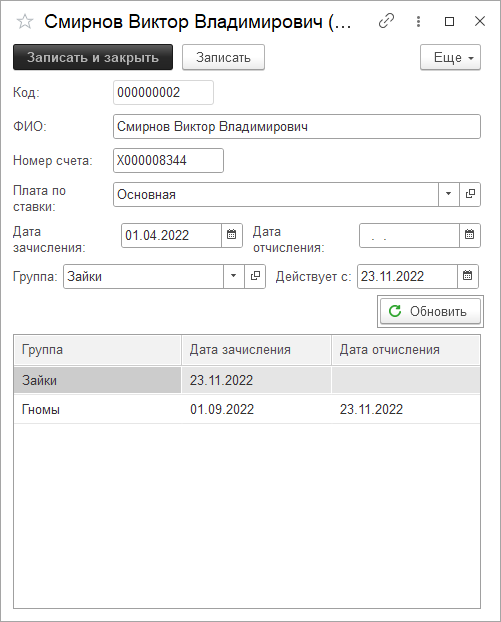 Смирнов Виктор Владимирович (...
Записать и закрыть Записать Еще
Код: 000000002
ФИО: Смирнов Виктор Владимирович
Номер счета: Х000008344
Плата по ставки: Основная
Дата зачисления: 01.04.2022 Дата отчисления: . .
Группа: Зайки Действует с: 23.11.2022
Обновить
Группа Дата зачисления Дата отчисления
Зайки 23.11.2022
Гномы 01.09.2022 23.11.2022